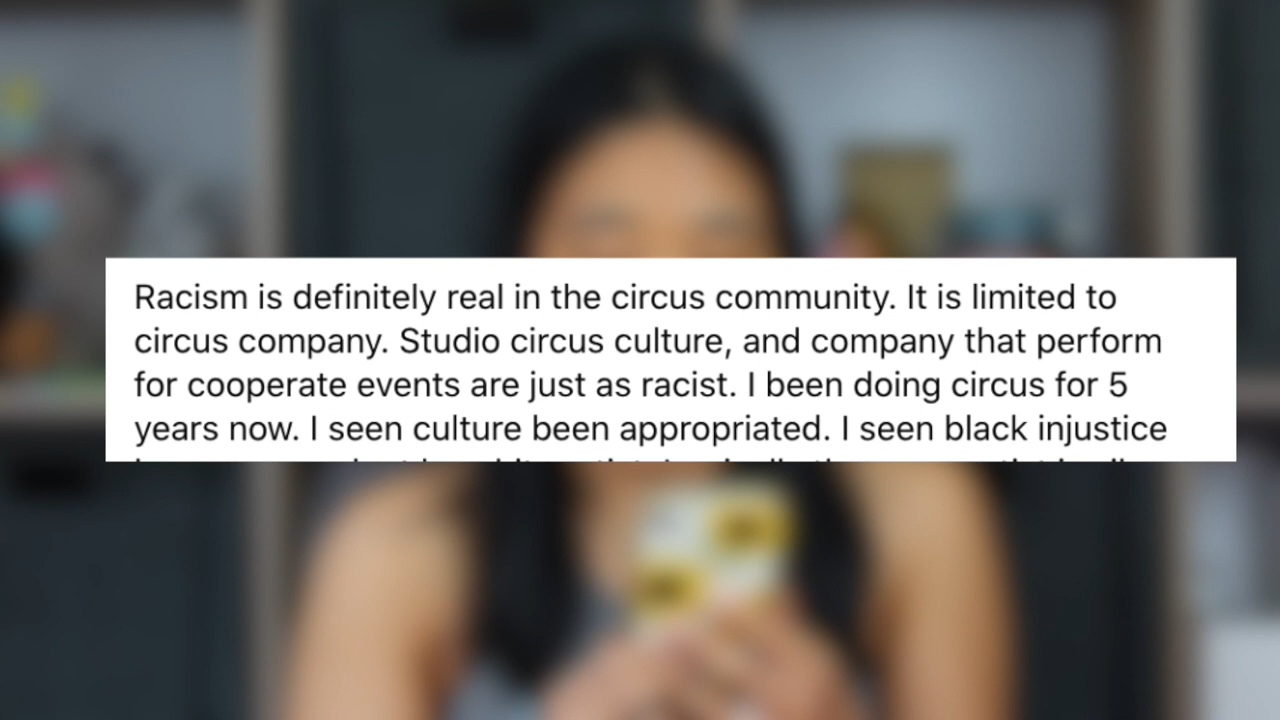 Racism is definitely real in the circus community. It is limited to
circus company. Studio circus culture, and company that perform
for cooperate events are just as racist. I been doing circus for 5
years now. I seen culture been appropriated. I seen black injustice